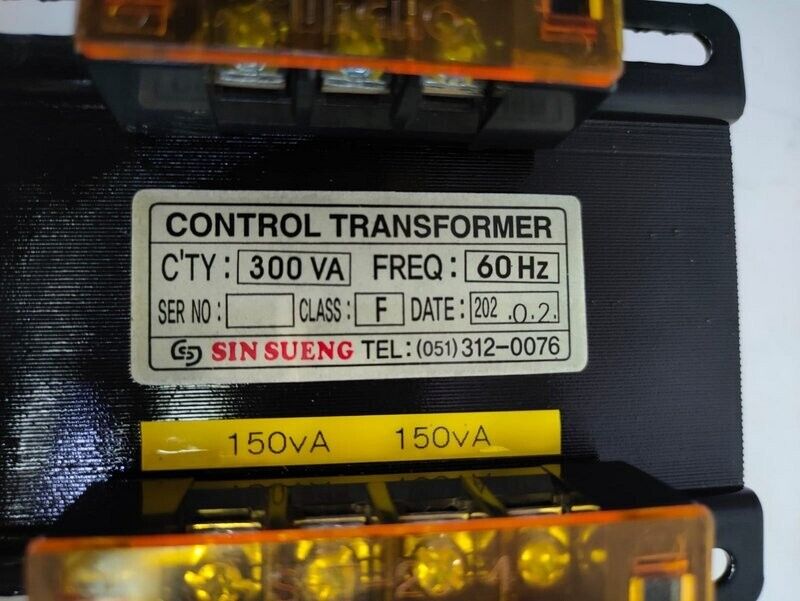 CONTROL TRANSFORMER
C'TY: 300 VA FREQ: 60 Hz
SER NO: CLASS: F DATE: 202 .0.2.
SIN SUENG TEL: (051) 312-0076
150vA 150vA